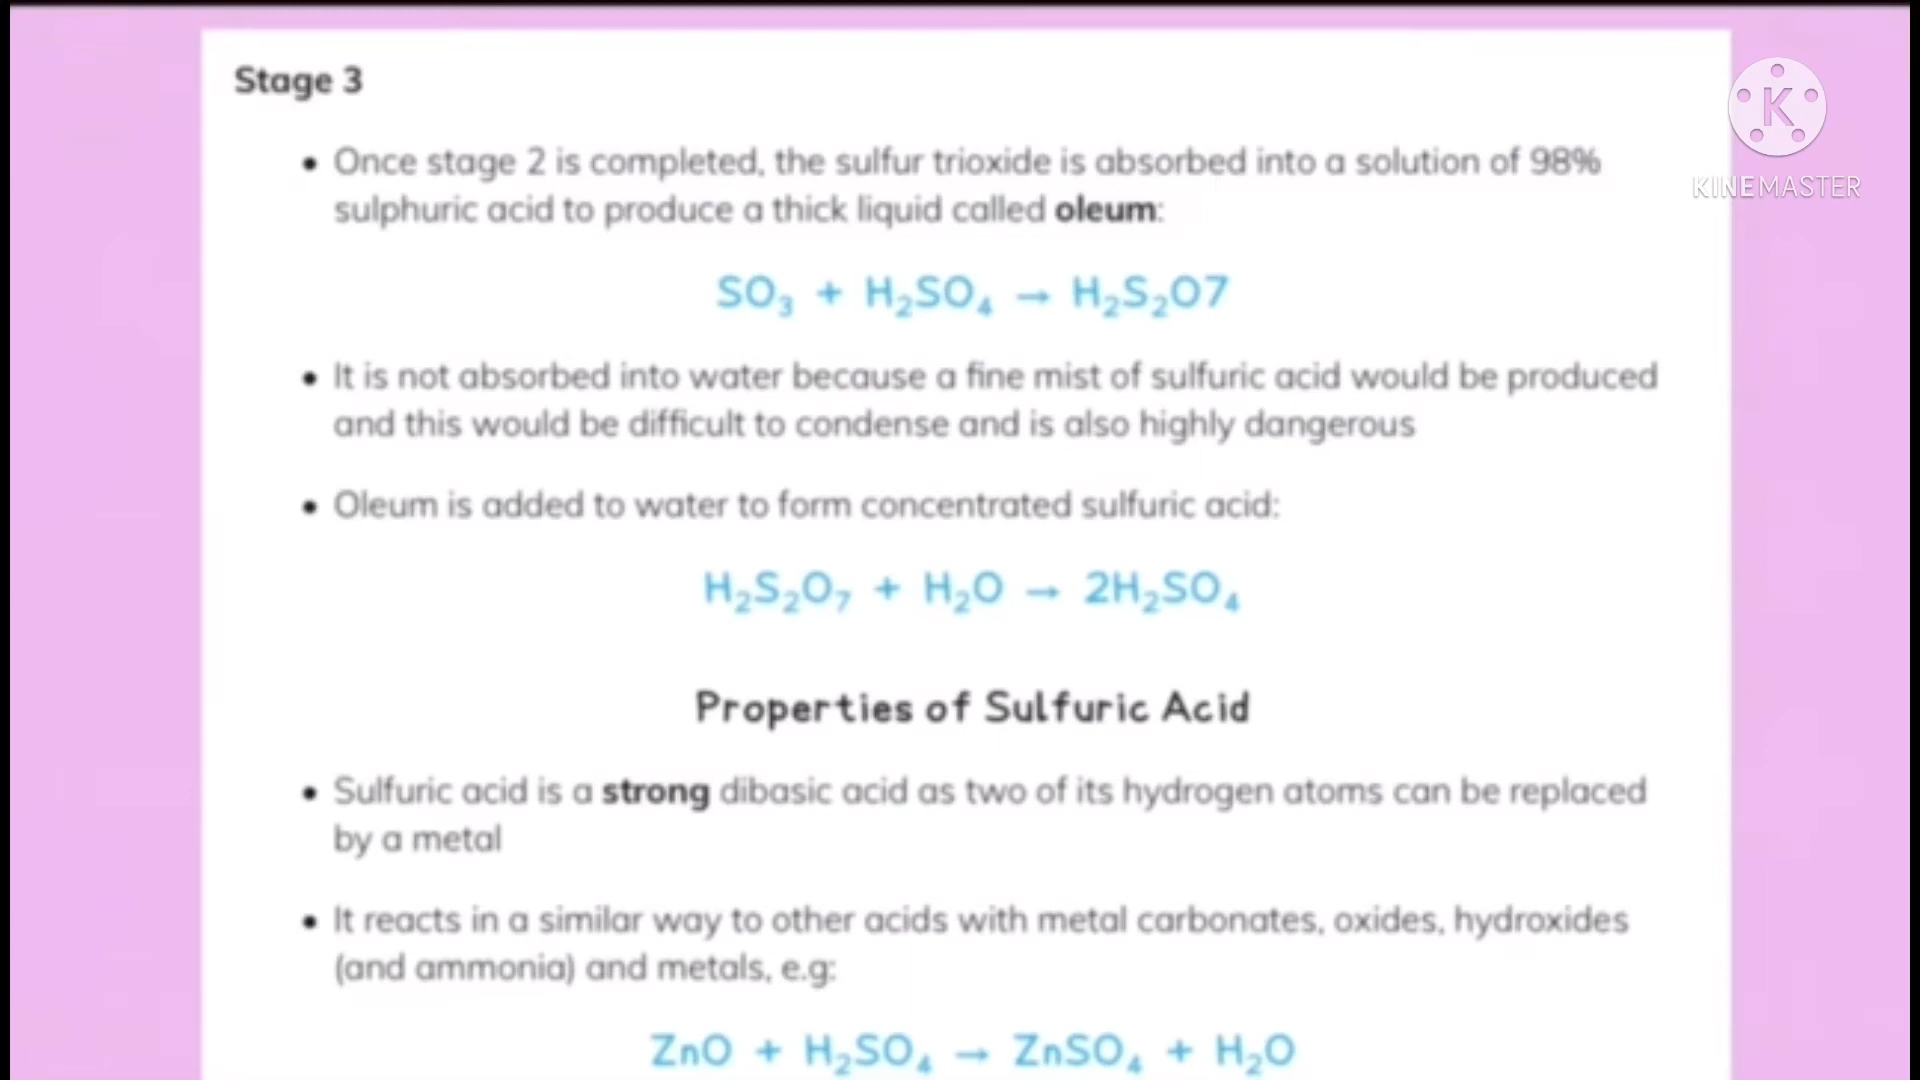 Stage 3
K
KINEMASTER
• Once stage 2 is completed, the sulfur trioxide is absorbed into a solution of 98%
sulphuric acid to produce a thick liquid called oleum:
SO₃ + H₂SO₄ → H₂S₂O7
• It is not absorbed into water because a fine mist of sulfuric acid would be produced
and this would be difficult to condense and is also highly dangerous
• Oleum is added to water to form concentrated sulfuric acid:
H₂S₂O₇ + H₂O → 2H₂SO₄
Properties of Sulfuric Acid
• Sulfuric acid is a strong dibasic acid as two of its hydrogen atoms can be replaced
by a metal
• It reacts in a similar way to other acids with metal carbonates, oxides, hydroxides
(and ammonia) and metals, e.g:
ZnO + H₂SO₄ → ZnSO₄ + H₂O